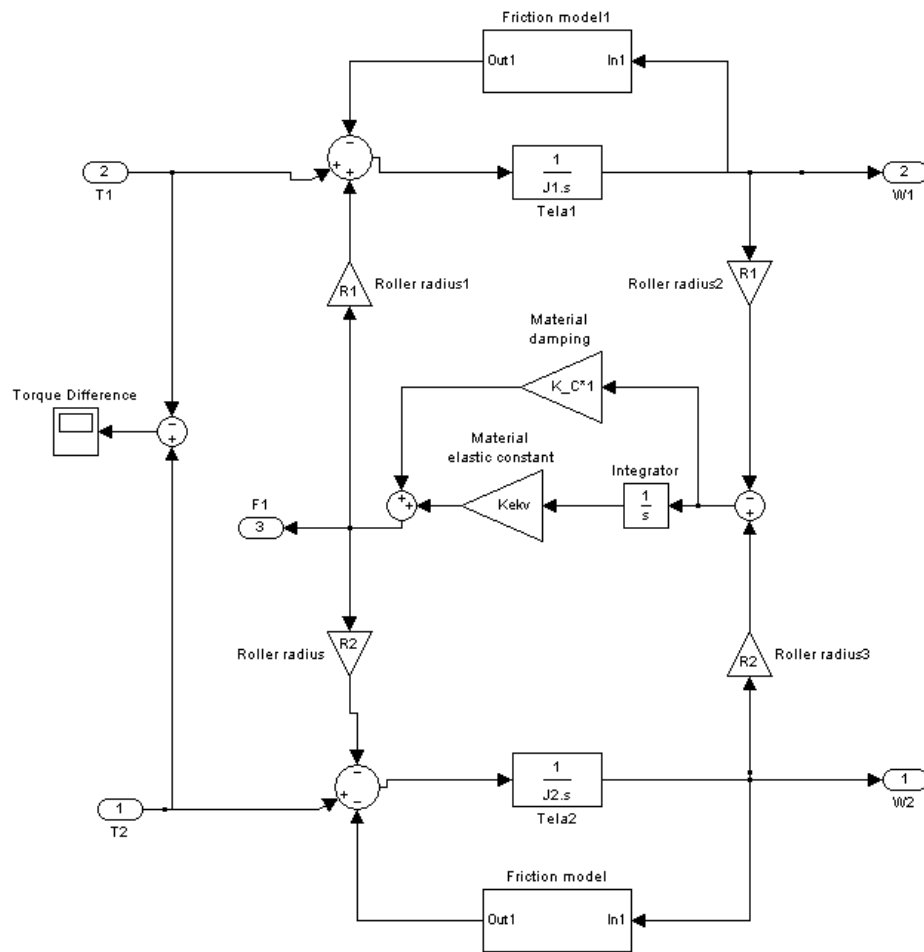 Friction model1
Out1
In1
2
T1
1
J1.s
Tela1
2
W1
R1
Roller radius1
Roller radius2
R1
Material
damping
K_C*1
Torque Difference
Material
elastic constant
Kekv
Integrator
1
s
F1
3
Roller radius
R2
R2
Roller radius3
1
T2
1
J2.s
Tela2
1
W2
Friction model
Out1
In1